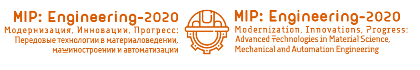 MIP: Engineering-2020
Модернизация, Инновации, Прогресс:
Передовые технологии в материаловедении,
машиностроении и автоматизации
MIP: Engineering-2020
Modernization, Innovations, Progress:
Advanced Technologies in Material Science,
Mechanical and Automation Engineering